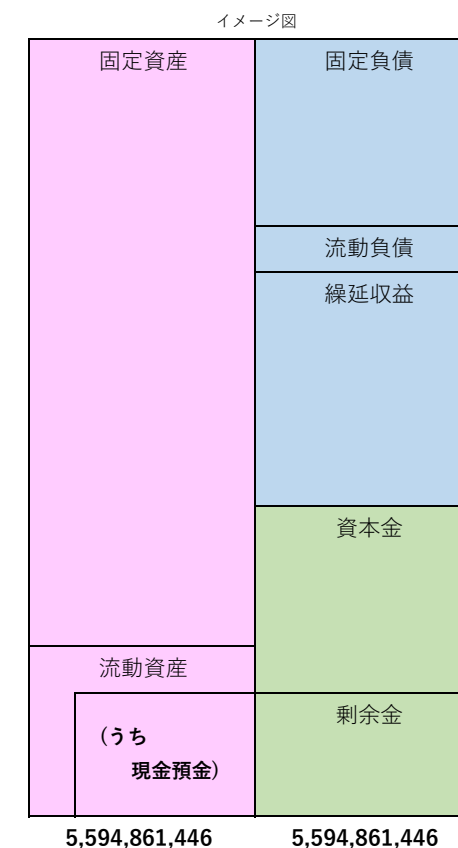 イメージ図
固定資産
固定負債
流動負債
繰延収益
資本金
流動資産
剰余金
(うち
現金預金)
5,594,861,446
5,594,861,446